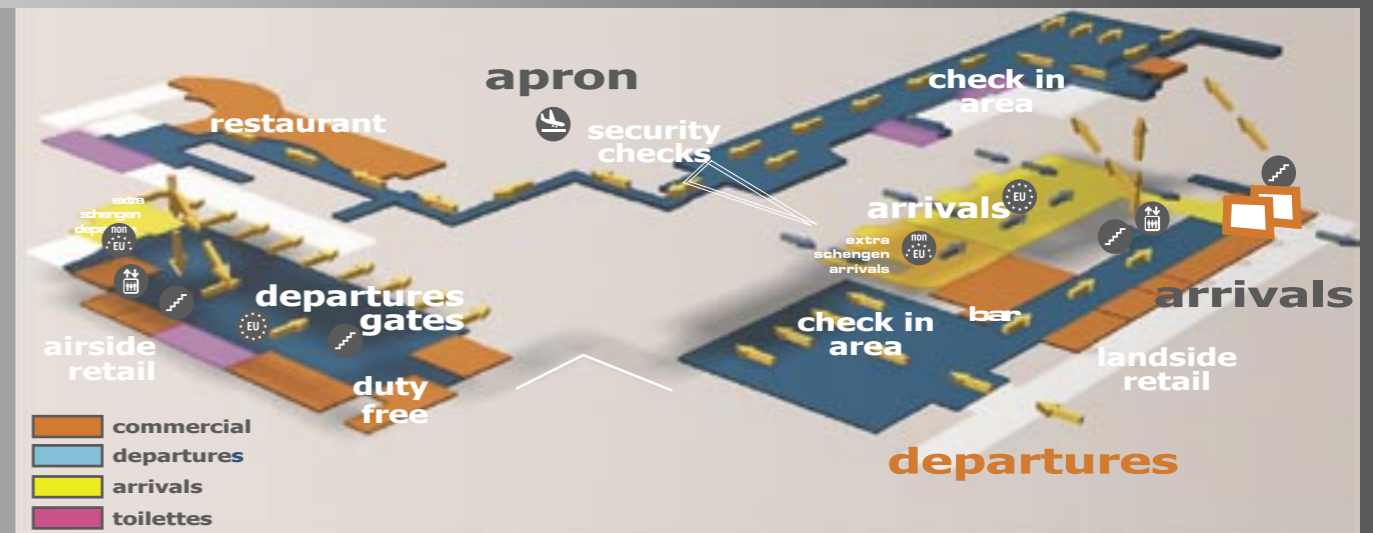 apron
restaurant
security
checks
check in
area
extra
schengen
non
EU
arrivals
EU
extra
schengen
arrivals
non
EU
departures
gates
EU
check in
area
bar
arrivals
airside
retail
landside
retail
duty
free
departures
commercial
departures
arrivals
toilettes